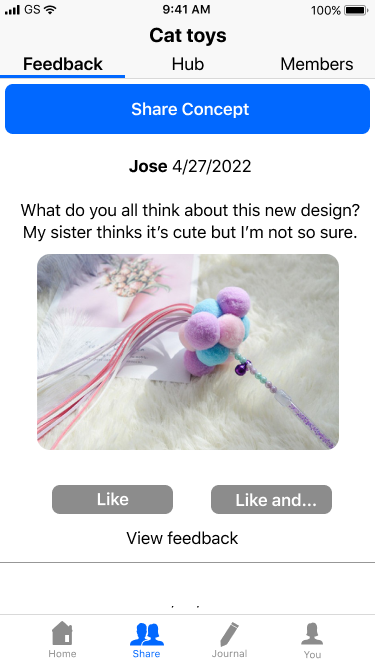 GS 9:41 AM 100%
Cat toys
Feedback Hub Members
Share Concept
Jose 4/27/2022
What do you all think about this new design?
My sister thinks it’s cute but I’m not so sure.
Like Like and...
View feedback
Home Share Journal You